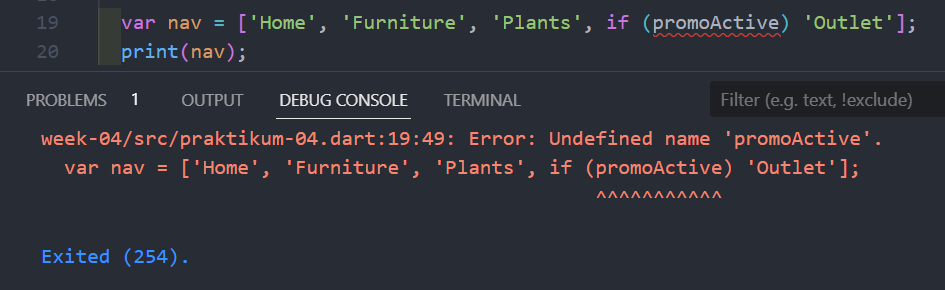 19 var nav = ['Home', 'Furniture', 'Plants', if (promoActive) 'Outlet'];
20 print(nav);
PROBLEMS 1 OUTPUT DEBUG CONSOLE TERMINAL Filter (e.g. text, !exclude)
week-04/src/praktikum-04.dart:19:49: Error: Undefined name 'promoActive'.
var nav = ['Home', 'Furniture', 'Plants', if (promoActive) 'Outlet'];
^^^^^^^^^^^
Exited (254).